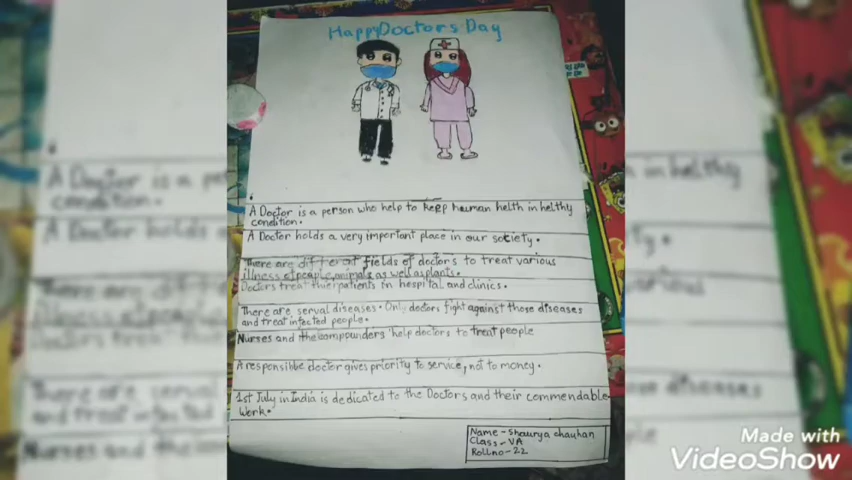 HappyDoctors Day
A Doctor is a person who help to keep human helth in helthy
condition.
A Doctor holds a very important place in our society.
There are different fields of doctors to treat various
illness of people, animals as well as plants.
Doctors treat thier patients in hospital and clinics.
There are serval diseases. Only doctors fight against those diseases
and treat infected people.
Nurses and the compounders help doctors to treat people
A responsible doctor gives priority to service, not to money.
1st July in India is dedicated to the Doctors and their commendable
work.
Name - Shaurya chauhan
Class - VA
Roll no - 22
Made with
VideoShow